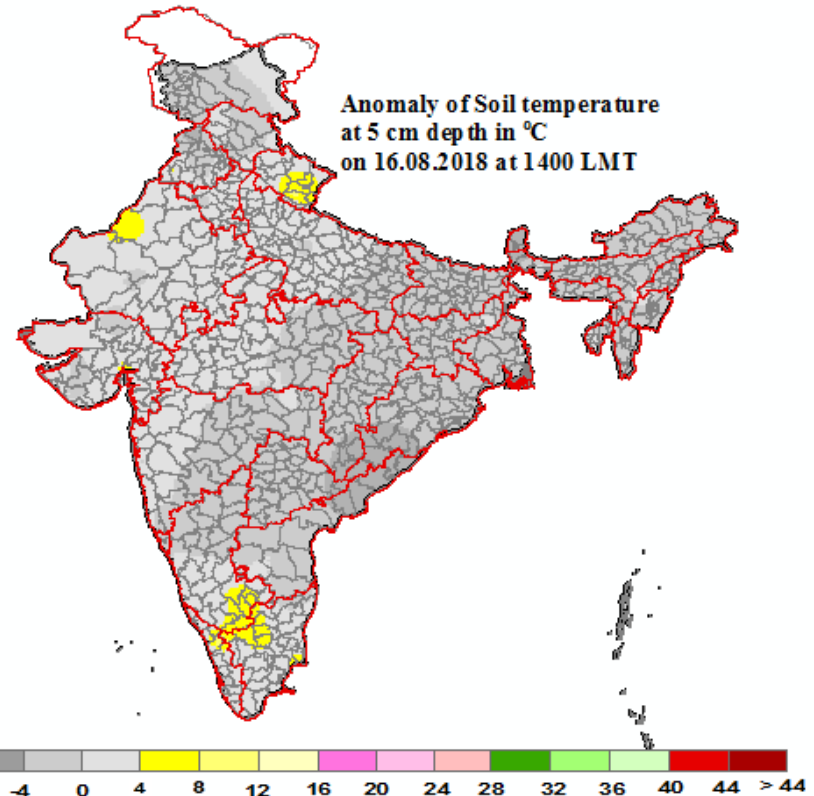 Anomaly of Soil temperature
at 5 cm depth in °C
on 16.08.2018 at 1400 LMT
-4 0 4 8 12 16 20 24 28 32 36 40 44 > 44